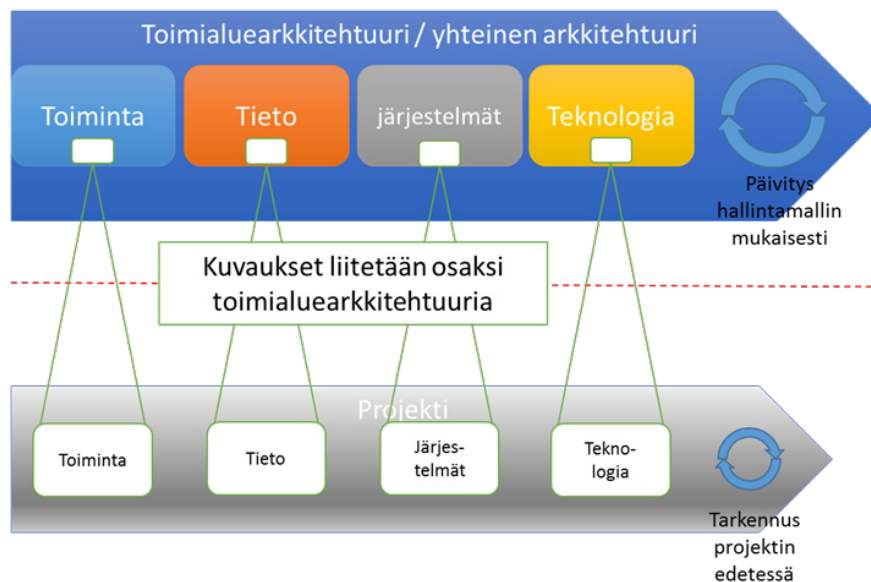 Toimialuearkkitehtuuri / yhteinen arkkitehtuuri
Toiminta
Tieto
järjestelmät
Teknologia
Päivitys
hallintamallin
mukaisesti
Kuvaukset liitetään osaksi
toimialuearkkitehtuuria
Projekti
Toiminta
Tieto
Järjes-
telmät
Tekno-
logia
Tarkennus
projektin
edetessä